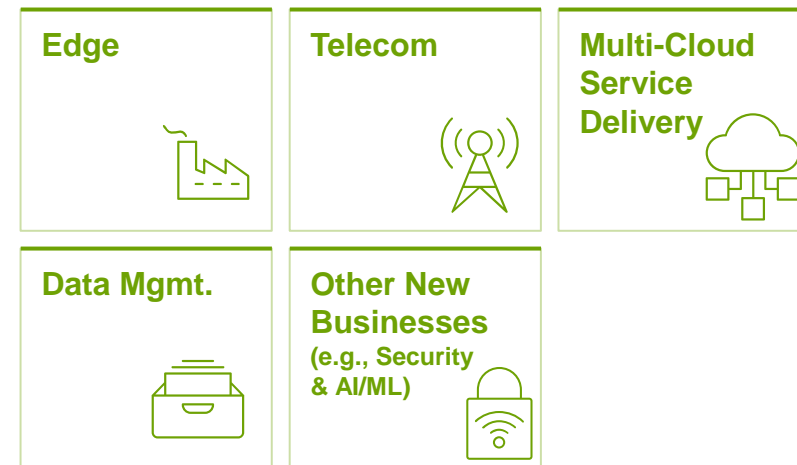 Edge
Telecom
Multi-Cloud
Service
Delivery
Data Mgmt.
Other New
Businesses
(e.g., Security
& AI/ML)